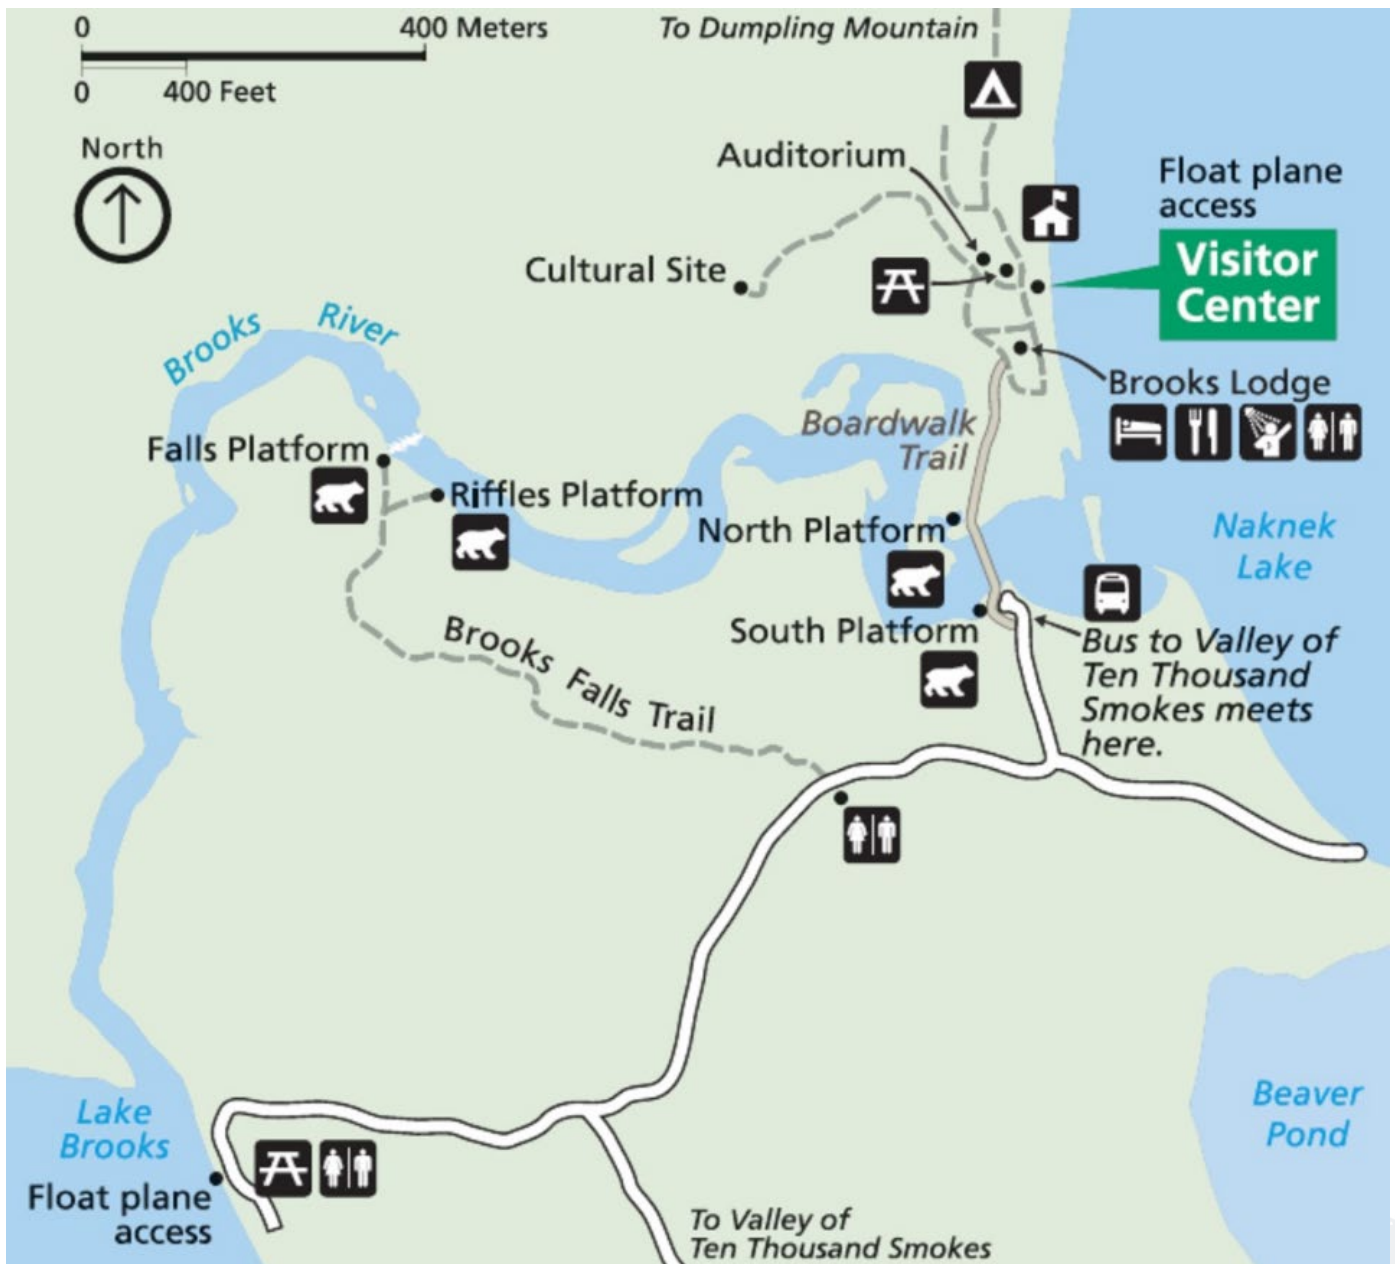 0 400 Meters
0 400 Feet
North
To Dumpling Mountain
Auditorium
Float plane
access
Visitor
Center
Cultural Site
Brooks River
Brooks Lodge
Boardwalk
Trail
Falls Platform
Riffles Platform
North Platform
Naknek
Lake
South Platform
Bus to Valley of
Ten Thousand
Smokes meets
here.
Brooks Falls Trail
Lake
Brooks
Beaver
Pond
Float plane
access
To Valley of
Ten Thousand Smokes